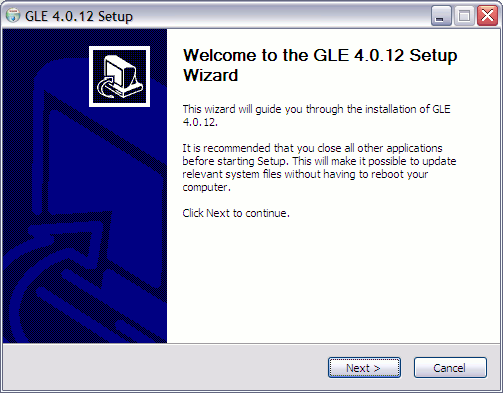 GLE 4.0.12 Setup
Welcome to the GLE 4.0.12 Setup
Wizard
This wizard will guide you through the installation of GLE
4.0.12.
It is recommended that you close all other applications
before starting Setup. This will make it possible to update
relevant system files without having to reboot your
computer.
Click Next to continue.
Next >
Cancel